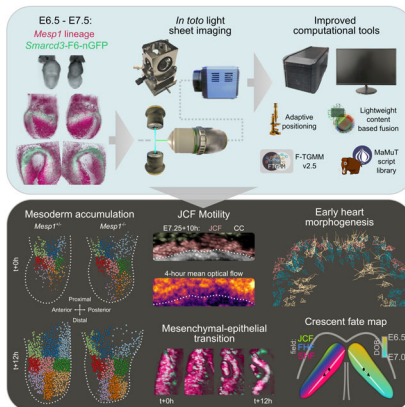 E6.5 - E7.5:
Mesp1 lineage
Smarcd3-F6-nGFP
In toto light
sheet imaging
Improved
computational tools
Adaptive
positioning
Lightweight
content
based fusion
F-TGMM
v2.5
MaMuT
script
library
Mesoderm accumulation
Mesp1+/- Mesp1-/-
t+0h
Proximal
Anterior Posterior
Distal
t+12h
JCF Motility
E7.25+10h: JCF CC
4-hour mean optical flow
Mesenchymal-epithelial
transition
t+0h t+12h
Early heart
morphogenesis
Crescent fate map
field:
JCF
FHF
DOB
E6.5
E7.0